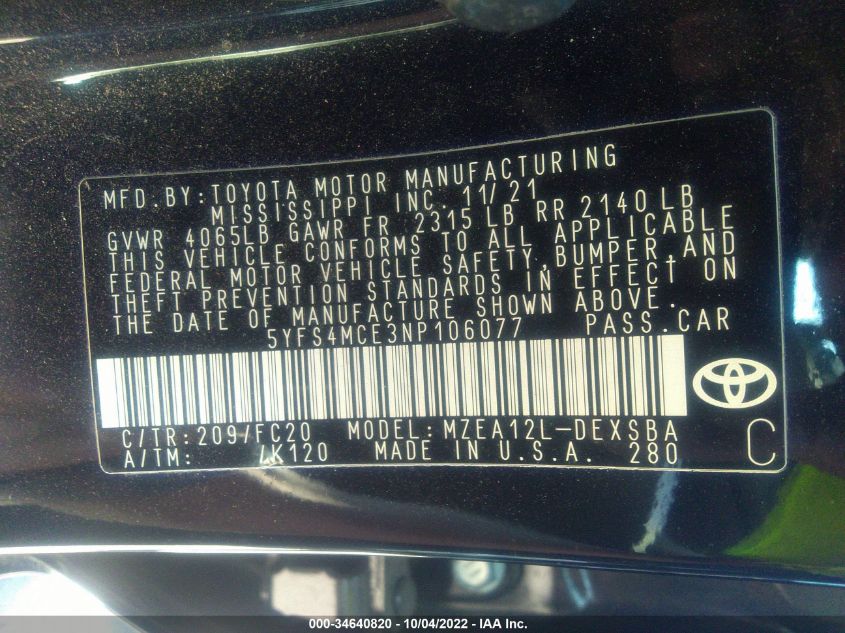 MFD. BY: TOYOTA MOTOR MANUFACTURING
MISSISSIPPI INC. 11/21
GVWR 4065LB GAWR FR. 2315 LB RR 2140 LB
THIS VEHICLE CONFORMS TO ALL APPLICABLE
FEDERAL MOTOR VEHICLE SAFETY, BUMPER, AND
THEFT PREVENTION STANDARDS IN EFFECT ON
THE DATE OF MANUFACTURE SHOWN ABOVE.
5YFS4MCE3NP106077 PASS. CAR
C/TR: 209/FC20 MODEL: MZEA12L-DEXSBA
A/TM: /K120 MADE IN U.S.A. 280 C
000-34640820 - 10/04/2022 - IAA Inc.